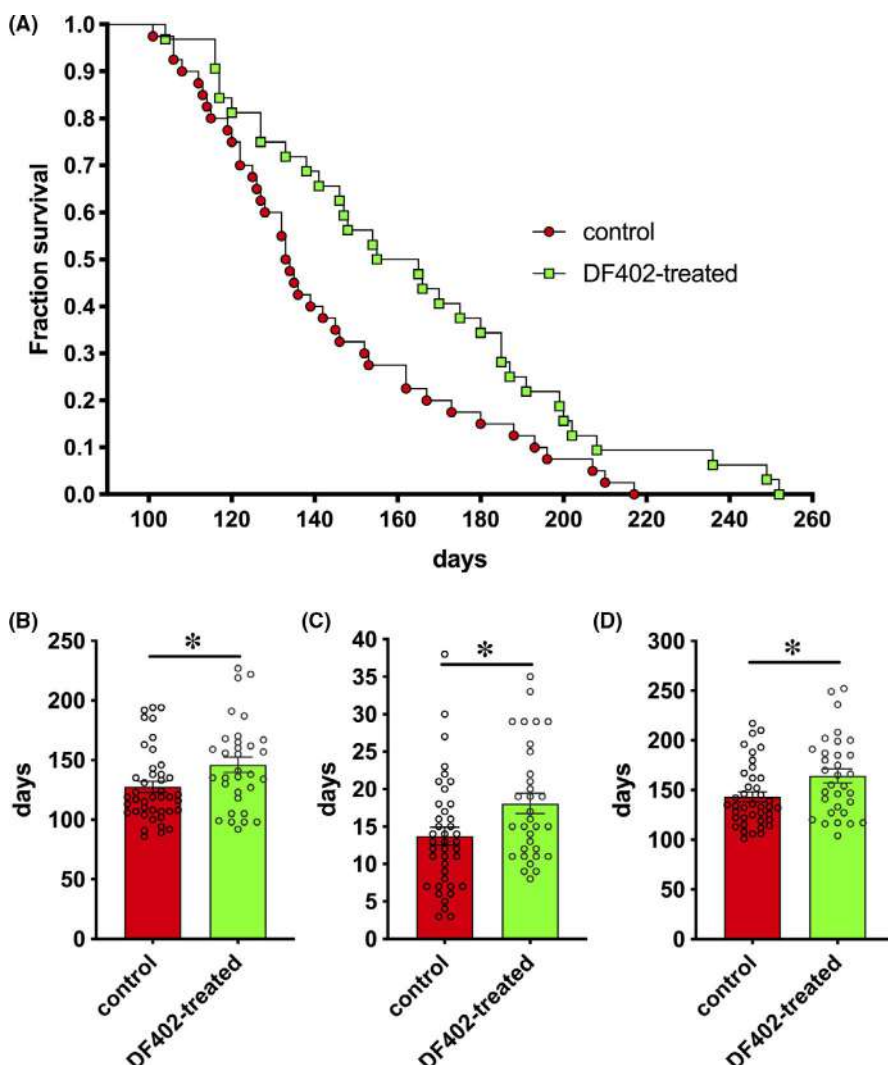 (A)
1.0
0.9
0.8
0.7
0.6
0.5
0.4
0.3
0.2
0.1
0.0
Fraction survival
control
DF402-treated
100 120 140 160 180 200 220 240 260
days
(B)
250
200
150
100
50
0
days
*
control
DF402-treated
(C)
40
35
30
25
20
15
10
5
0
days
*
control
DF402-treated
(D)
300
250
200
150
100
50
0
days
*
control
DF402-treated